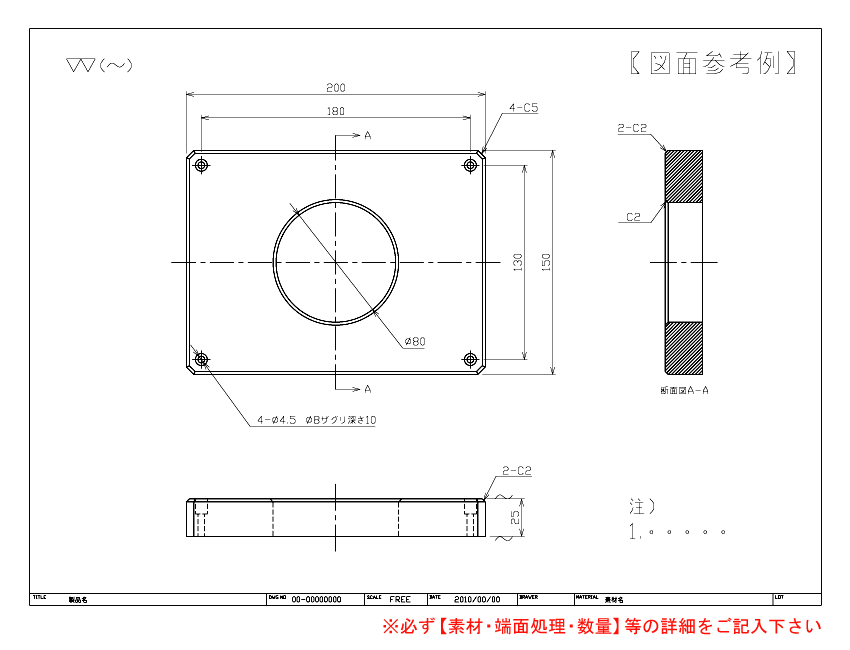 ▽▽(～)
【図面参考例】
200
180
A
4-C5
2-C2
C2
130
150
Ø80
A
断面図A-A
4-Ø4.5 Ø8ザグリ深さ10
2-C2
25
注)
1.。。。。。
TITLE 製品名 DWG NO 00-00000000 SCALE FREE DATE 2010/00/00 DRAWER MATERIAL 素材名 LOT
※必ず【素材・端面処理・数量】等の詳細をご記入下さい